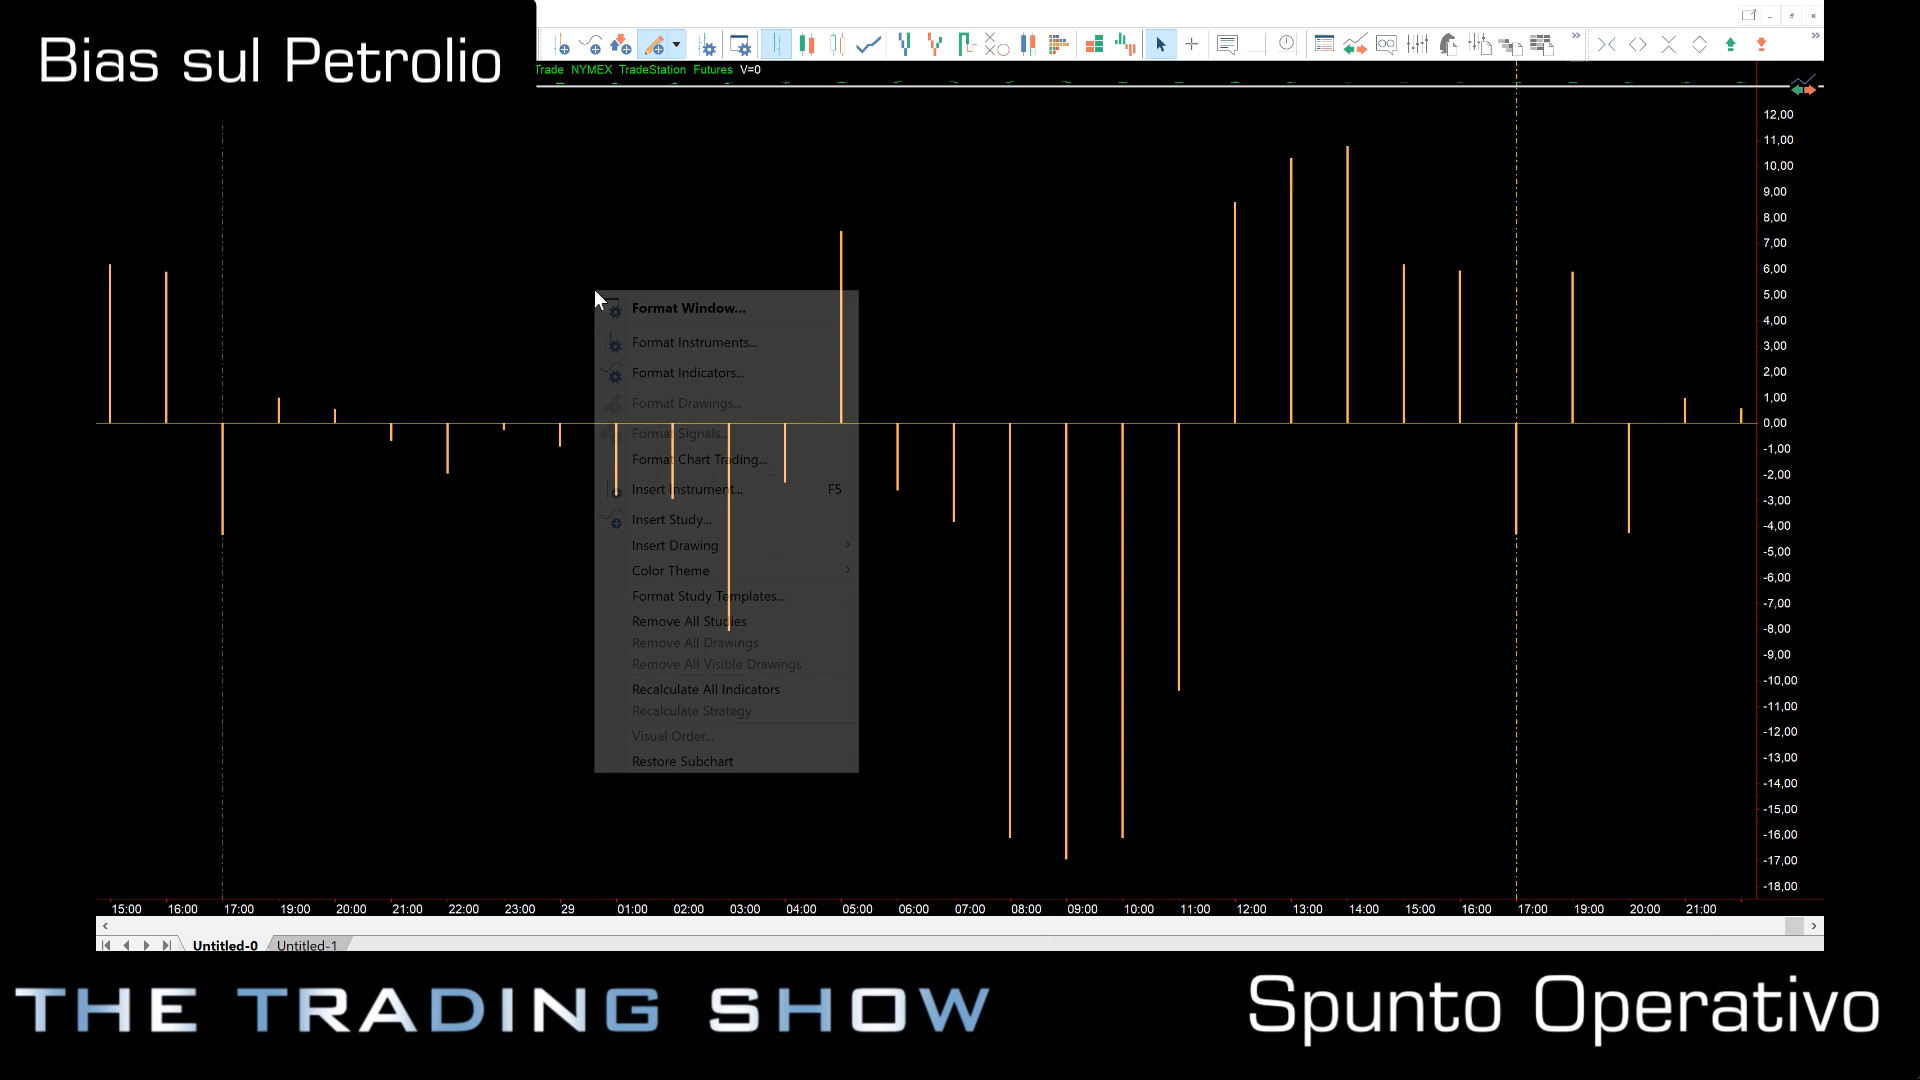 Bias sul Petrolio
Trade NYMEX TradeStation Futures V=0
12,00
11,00
10,00
9,00
8,00
7,00
6,00
5,00
4,00
3,00
2,00
1,00
0,00
-1,00
-2,00
-3,00
-4,00
-5,00
-6,00
-7,00
-8,00
-9,00
-10,00
-11,00
-12,00
-13,00
-14,00
-15,00
-16,00
-17,00
-18,00
Format Window...
Format Instruments...
Format Indicators...
Format Drawings...
Format Signals...
Format Chart Trading...
Insert Instrument... F5
Insert Study...
Insert Drawing
Color Theme
Format Study Templates...
Remove All Studies
Remove All Drawings
Remove All Visible Drawings
Recalculate All Indicators
Recalculate Strategy
Visual Order...
Restore Subchart
15:00 16:00 17:00 19:00 20:00 21:00 22:00 23:00 29 01:00 02:00 03:00 04:00 05:00 06:00 07:00 08:00 09:00 10:00 11:00 12:00 13:00 14:00 15:00 16:00 17:00 19:00 20:00 21:00
Untitled-0 Untitled-1
THE TRADING SHOW
Spunto Operativo